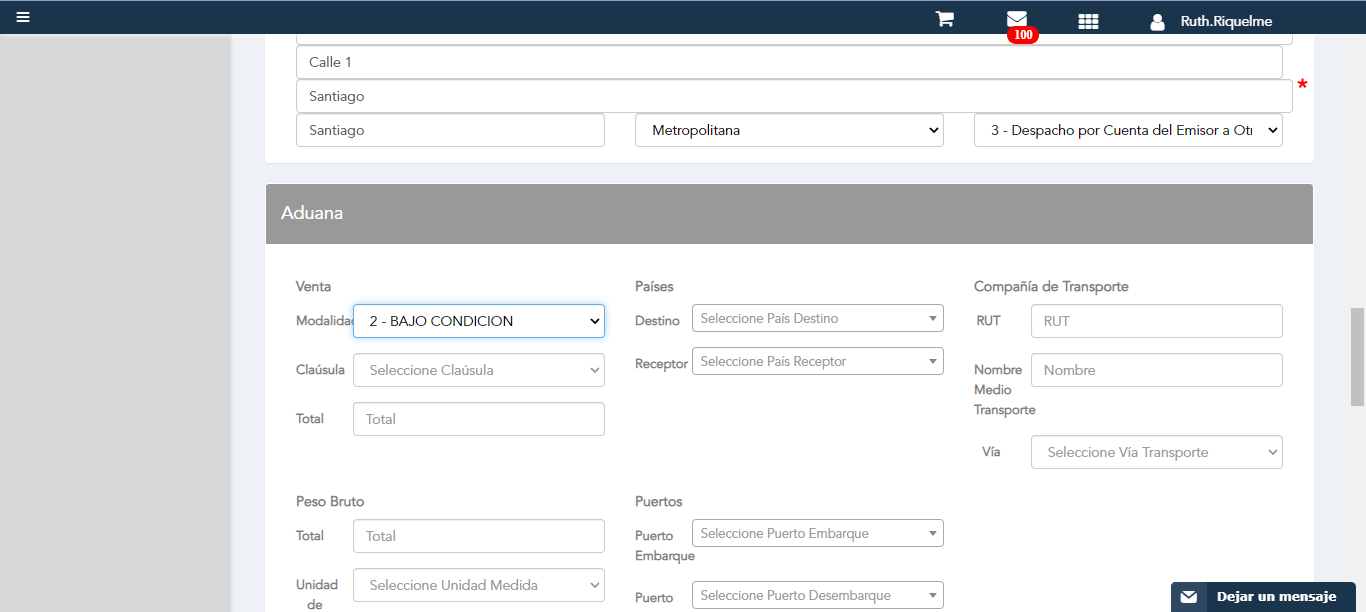 Ruth.Riquelme
100
Calle 1
Santiago
*
Santiago
Metropolitana
3 - Despacho por Cuenta del Emisor a Otr
Aduana
Venta
Modalidad
2 - BAJO CONDICION
Claúsula
Seleccione Claúsula
Total
Total
Países
Destino
Seleccione País Destino
Receptor
Seleccione País Receptor
Compañía de Transporte
RUT
RUT
Nombre
Medio
Transporte
Nombre
Vía
Seleccione Vía Transporte
Peso Bruto
Total
Total
Unidad
de
Seleccione Unidad Medida
Puertos
Puerto
Embarque
Seleccione Puerto Embarque
Puerto
Seleccione Puerto Desembarque
Dejar un mensaje